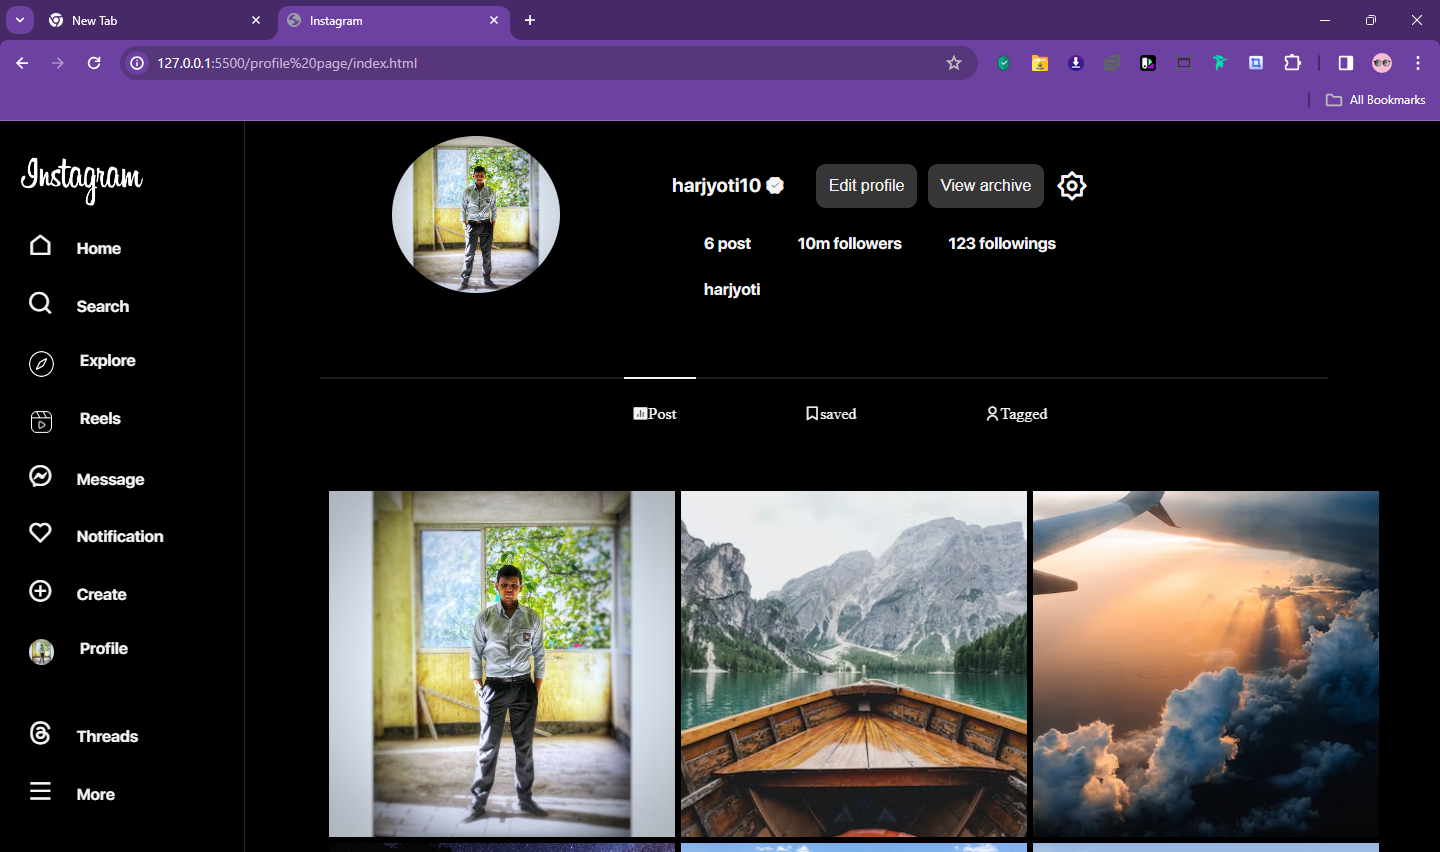 New Tab
Instagram
127.0.0.1:5500/profile%20page/index.html
All Bookmarks
Instagram
Home
Search
Explore
Reels
Message
Notification
Create
Profile
Threads
More
harjyoti10
Edit profile
View archive
6 post
10m followers
123 followings
harjyoti
Post
saved
Tagged